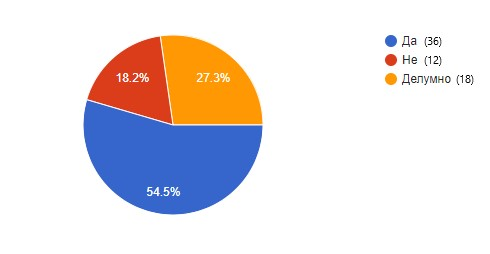 18.2%
27.3%
54.5%
Да (36)
Не (12)
Делумно (18)